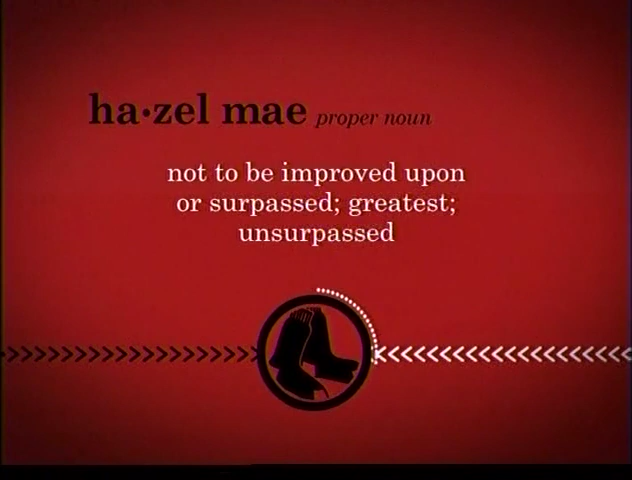 ha•zel mae proper noun
not to be improved upon
or surpassed; greatest;
unsurpassed